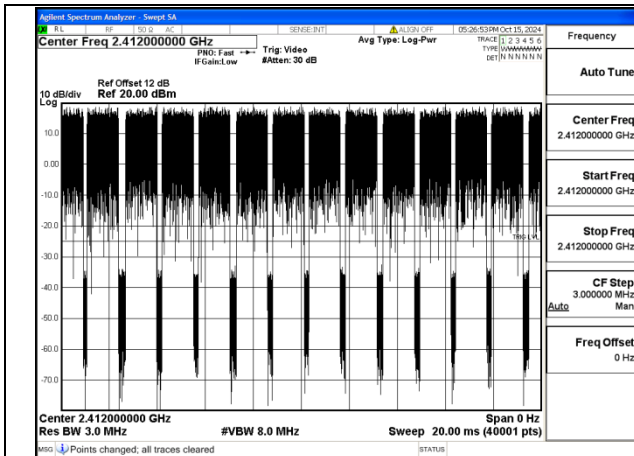 Agilent Spectrum Analyzer - Swept SA
RL RF 50 Ω AC SENSE:INT ALIGN OFF 05:26:53PM Oct 15, 2024
Center Freq 2.412000000 GHz
PNO: Fast
IFGain:Low
Trig: Video
#Atten: 30 dB
Avg Type: Log-Pwr
TRACE 1 2 3 4 5 6
TYPE
DET N N N N N N
Ref Offset 12 dB
10 dB/div Ref 20.00 dBm
Log
10.0
0.00
-10.0
-20.0
TRIG LVL
-30.0
-40.0
-50.0
-60.0
-70.0
Center 2.412000000 GHz Span 0 Hz
Res BW 3.0 MHz #VBW 8.0 MHz Sweep 20.00 ms (40001 pts)
MSG Points changed; all traces cleared STATUS
Frequency
Auto Tune
Center Freq
2.412000000 GHz
Start Freq
2.412000000 GHz
Stop Freq
2.412000000 GHz
CF Step
3.000000 MHz
Auto Man
Freq Offset
0 Hz